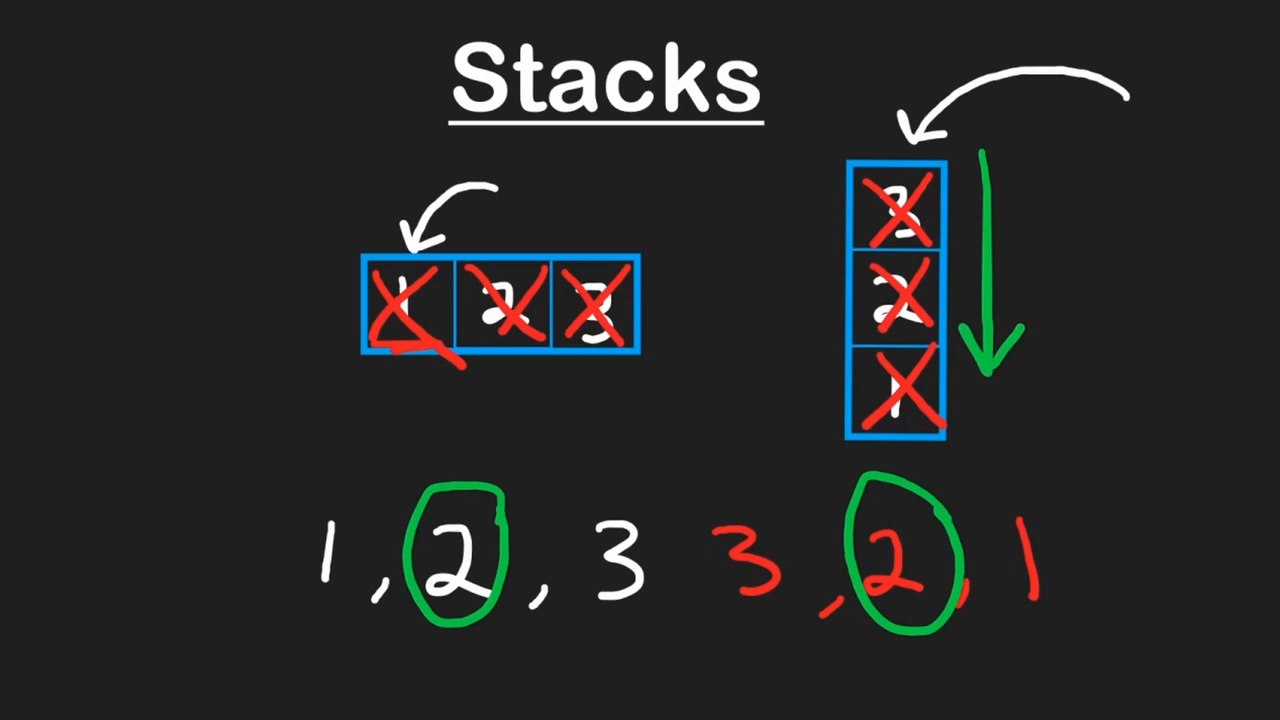 Stacks
1 2 3
3
2
1
1, 2, 3 3, 2, 1